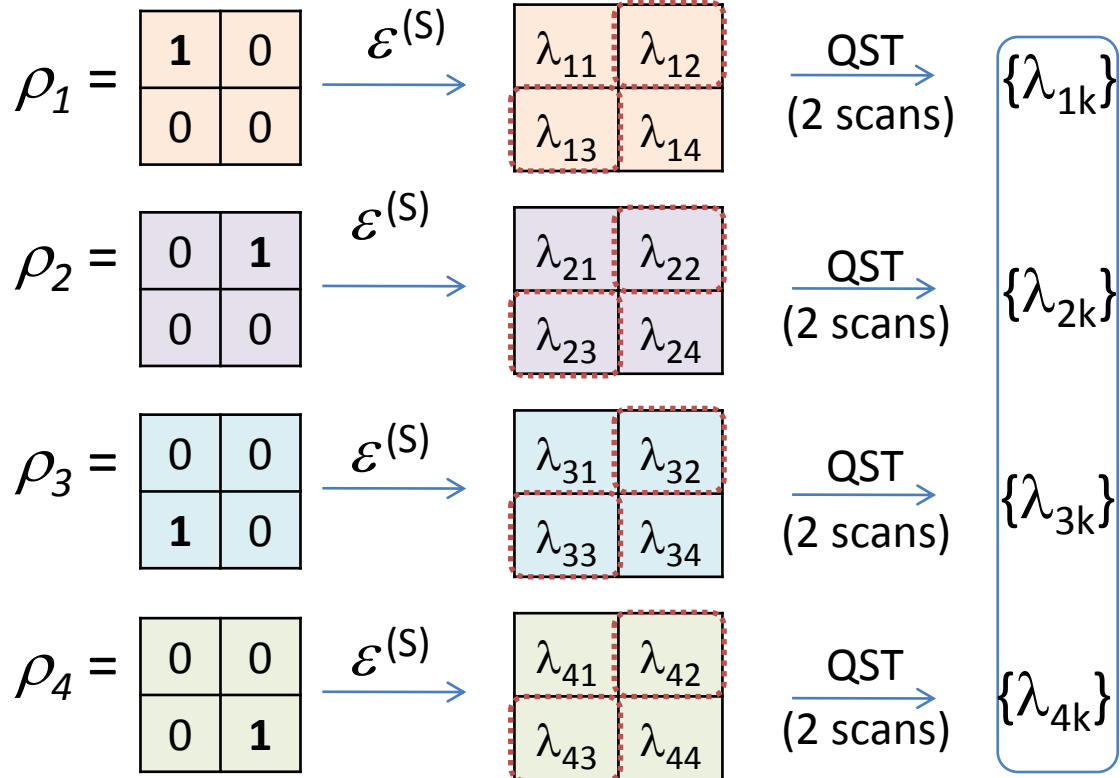 ρ₁ = 1 0 ε(S) λ₁₁ λ₁₂ QST {λ₁ₖ}
0 0 λ₁₃ λ₁₄ (2 scans)
ρ₂ = 0 1 ε(S) λ₂₁ λ₂₂ QST {λ₂ₖ}
0 0 λ₂₃ λ₂₄ (2 scans)
ρ₃ = 0 0 ε(S) λ₃₁ λ₃₂ QST {λ₃ₖ}
1 0 λ₃₃ λ₃₄ (2 scans)
ρ₄ = 0 0 ε(S) λ₄₁ λ₄₂ QST {λ₄ₖ}
0 1 λ₄₃ λ₄₄ (2 scans)